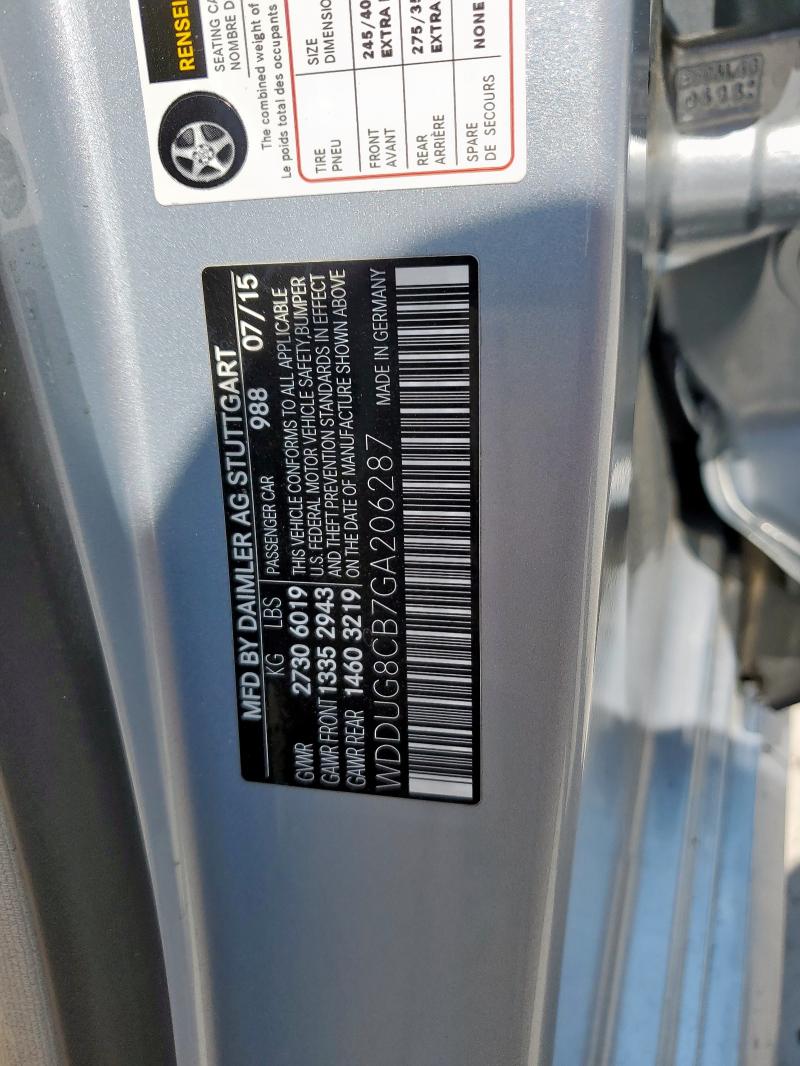 RENSEI
SEATING CA
NOMBRE D
The combined weight of
Le poids total des occupants
TIRE
PNEU
SIZE
DIMENSIO
FRONT
AVANT
245/40
EXTRA
REAR
ARRIÈRE
275/35
EXTRA
SPARE
DE SECOURS
NONE
MFD BY DAIMLER AG STUTTGART
KG LBS PASSENGER CAR 988 07/15
GVWR 2730 6019 THIS VEHICLE CONFORMS TO ALL APPLICABLE
U.S. FEDERAL MOTOR VEHICLE SAFETY, BUMPER
GAWR FRONT 1335 2943 AND THEFT PREVENTION STANDARDS IN EFFECT
GAWR REAR 1460 3219 ON THE DATE OF MANUFACTURE SHOWN ABOVE
WDDUG8CB7GA206287 MADE IN GERMANY